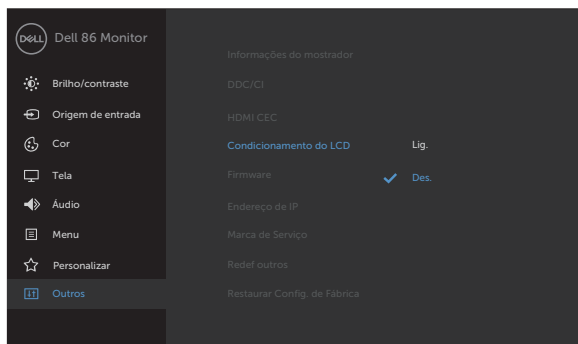 DELL
Dell 86 Monitor
Brilho/contraste
Origem de entrada
Cor
Tela
Áudio
Menu
Personalizar
Outros
Informações do mostrador
DDC/CI
HDMI CEC
Condicionamento do LCD
Lig.
Firmware
Des.
Endereço de IP
Marca de Serviço
Redef outros
Restaurar Config. de Fábrica